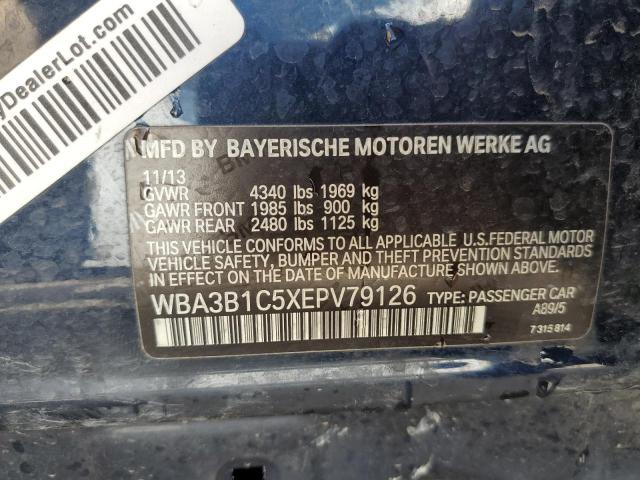 yDealerLot.com
MFD BY BAYERISCHE MOTOREN WERKE AG
11/13
GVWR 4340 lbs 1969 kg
GAWR FRONT 1985 lbs 900 kg
GAWR REAR 2480 lbs 1125 kg
THIS VEHICLE CONFORMS TO ALL APPLICABLE U.S.FEDERAL MOTOR
VEHICLE SAFETY, BUMPER AND THEFT PREVENTION STANDARDS
IN EFFECT ON THE DATE OF MANUFACTURE SHOWN ABOVE.
WBA3B1C5XEPV79126 TYPE: PASSENGER CAR
A89/5
7315814